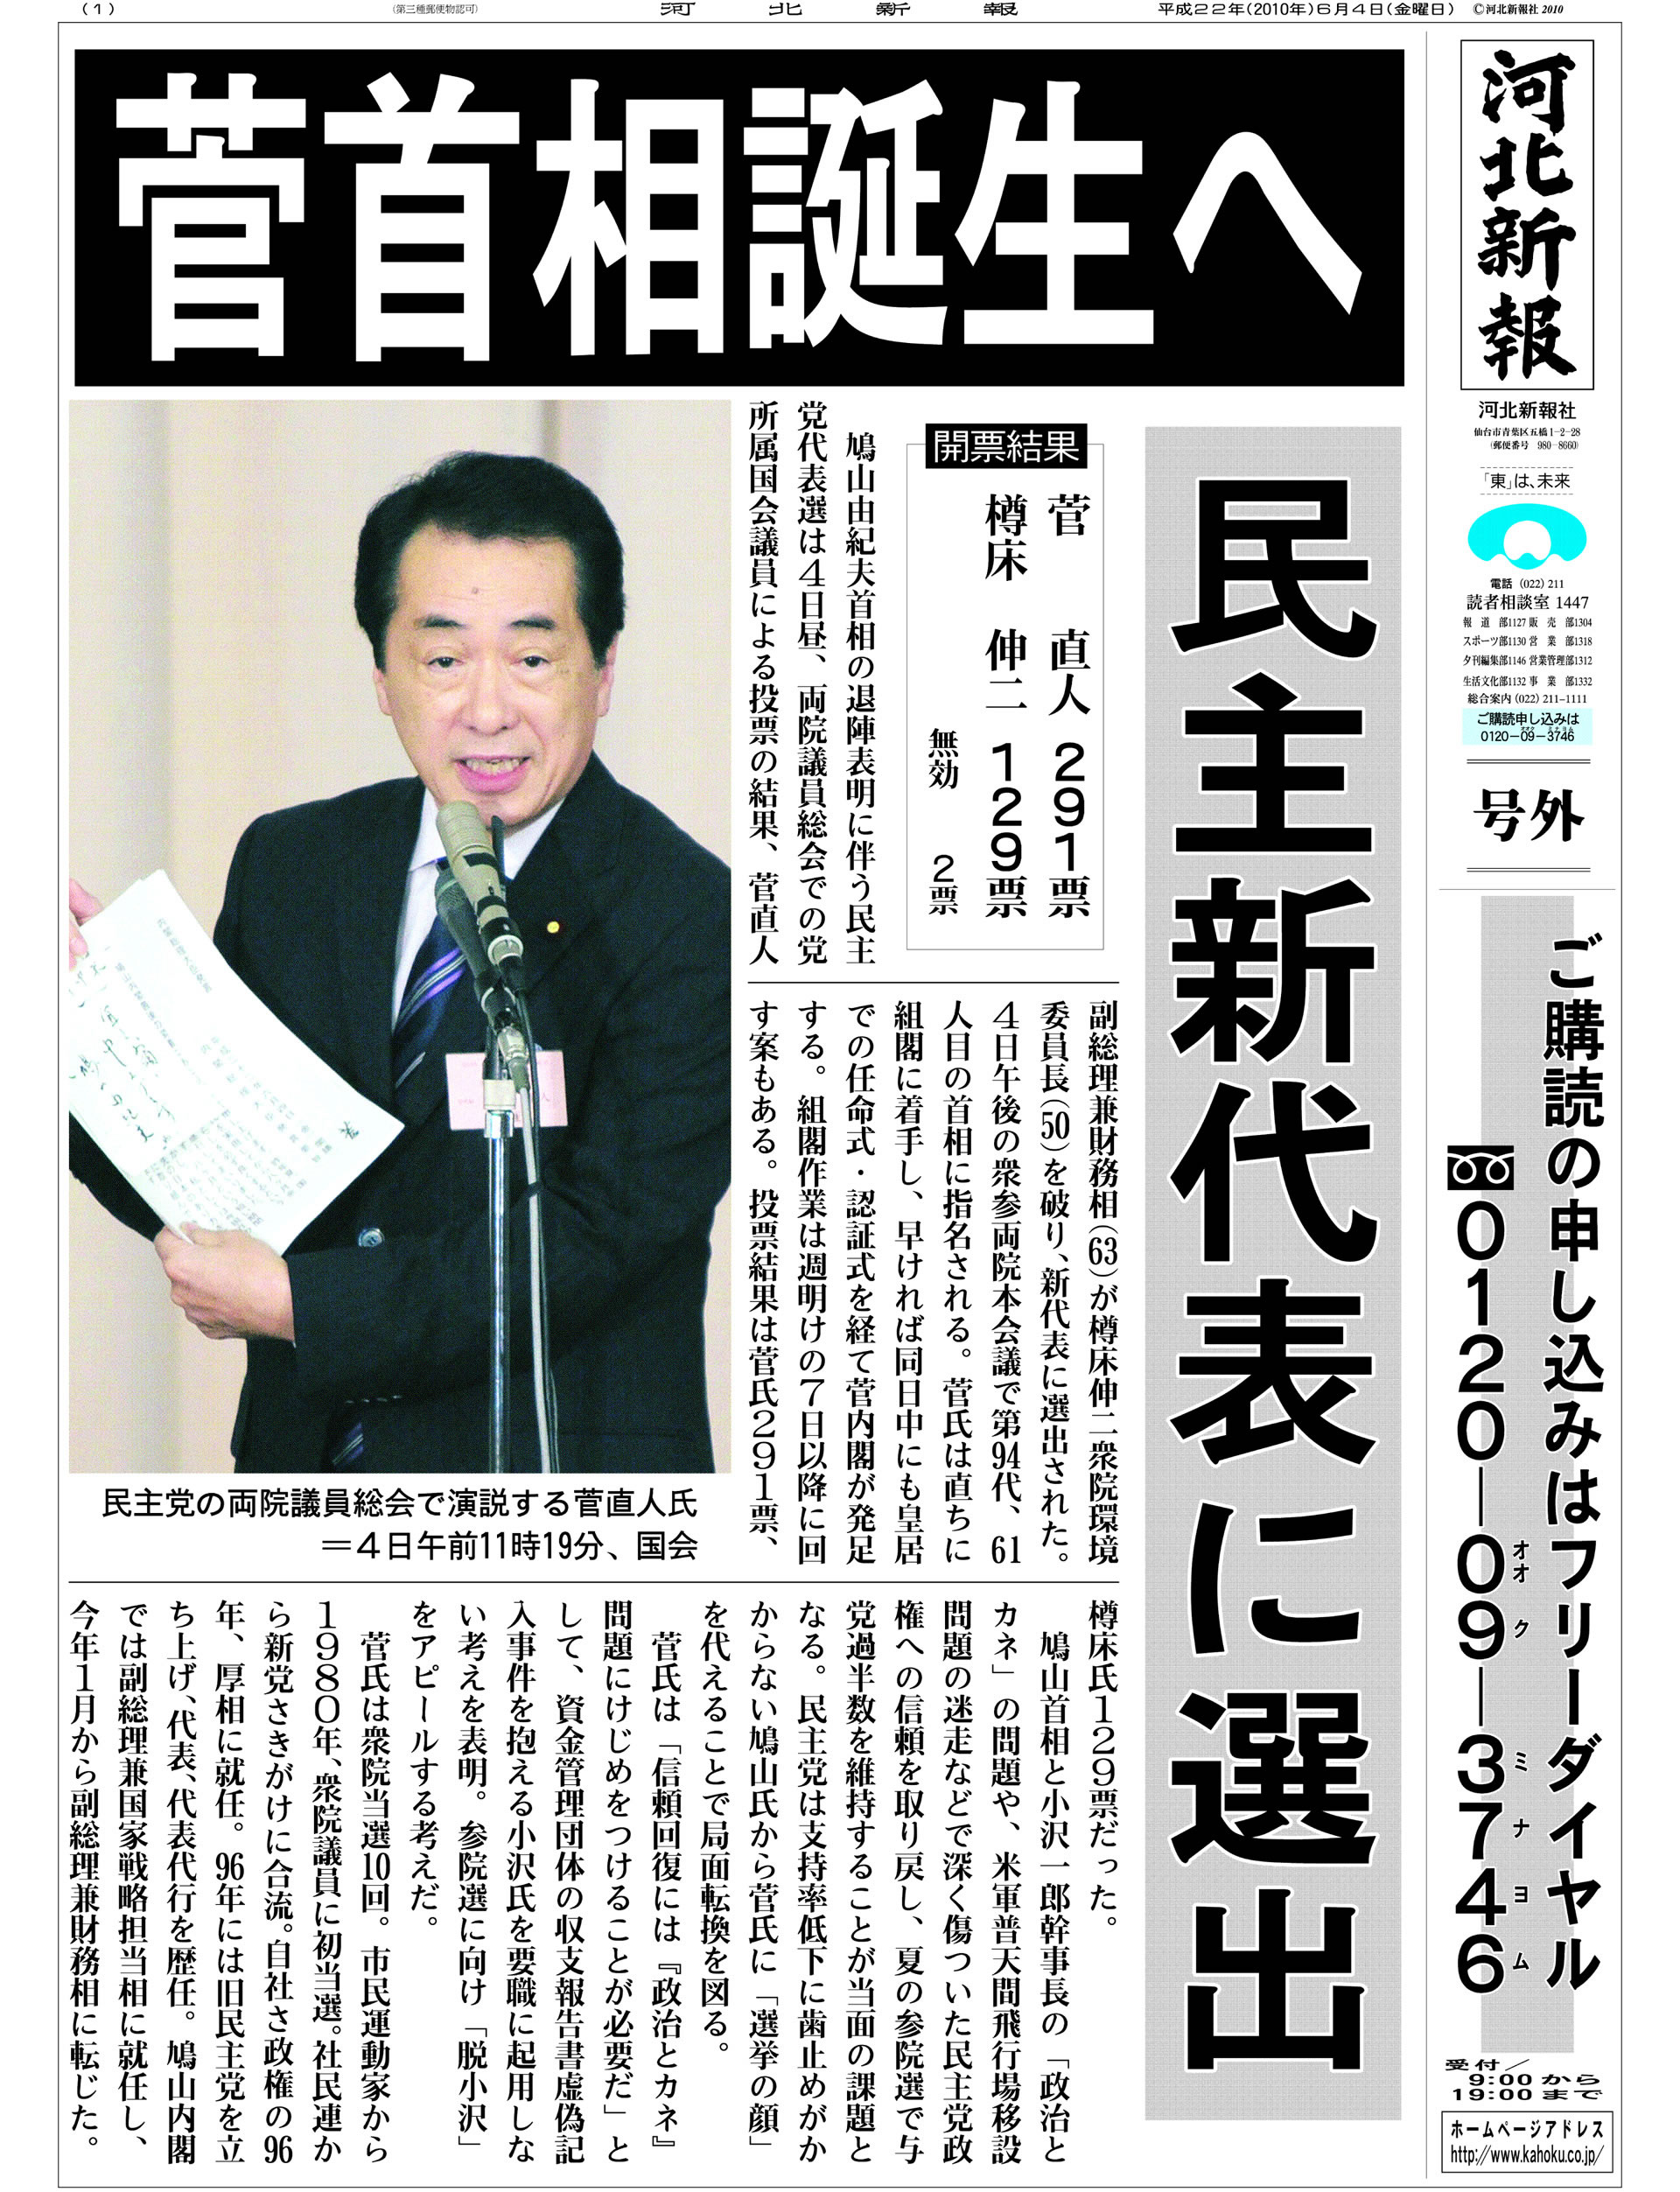 (1)
(第三種郵便物認可)
河北新報
平成22年(2010年)6月4日(金曜日)
©河北新報社 2010
河北新報
河北新報社
仙台市青葉区五橋1-2-28
(郵便番号 980-8660)
「東」は、未来
電話 (022) 211
読者相談室 1447
報道部1127 販売部1304
スポーツ部1130 営業部1318
夕刊編集部1146 営業管理部1312
生活文化部1132 事業部1332
総合案内 (022) 211-1111
ご購読申し込みは
0120-09-3746
号外
ご購読の申し込みはフリーダイヤル
0120-09-3746
オオ ク ミ ナ ヨ ム
受付/
9:00から
19:00まで
ホームページアドレス
http://www.kahoku.co.jp/
菅首相誕生へ
民主新代表に選出
開票結果
菅 直人 291票
樽床 伸二 129票
無効 2票
鳩山由紀夫首相の退陣表明に伴う民主
党代表選は4日昼、両院議員総会での党
所属国会議員による投票の結果、菅直人
副総理兼財務相(63)が樽床伸二衆院環境
委員長(50)を破り、新代表に選出された。
4日午後の衆参両院本会議で第94代、61
人目の首相に指名される。菅氏は直ちに
組閣に着手し、早ければ同日中にも皇居
での任命式・認証式を経て菅内閣が発足
する。組閣作業は週明けの7日以降に回
す案もある。投票結果は菅氏291票、
樽床氏129票だった。
鳩山首相と小沢一郎幹事長の「政治と
カネ」の問題や、米軍普天間飛行場移設
問題の迷走などで深く傷ついた民主党政
権への信頼を取り戻し、夏の参院選で与
党過半数を維持することが当面の課題と
なる。民主党は支持率低下に歯止めがか
からない鳩山氏から菅氏に「選挙の顔」
を代えることで局面転換を図る。
菅氏は「信頼回復には『政治とカネ』
問題にけじめをつけることが必要だ」と
して、資金管理団体の収支報告書虚偽記
入事件を抱える小沢氏を要職に起用しな
い考えを表明。参院選に向け「脱小沢」
をアピールする考えだ。
菅氏は衆院当選10回。市民運動家から
1980年、衆院議員に初当選。社民連か
ら新党さきがけに合流。自社さ政権の96
年、厚相に就任。96年には旧民主党を立
ち上げ、代表、代表代行を歴任。鳩山内閣
では副総理兼国家戦略担当相に就任し、
今年1月から副総理兼財務相に転じた。
民主党の両院議員総会で演説する菅直人氏
=4日午前11時19分、国会